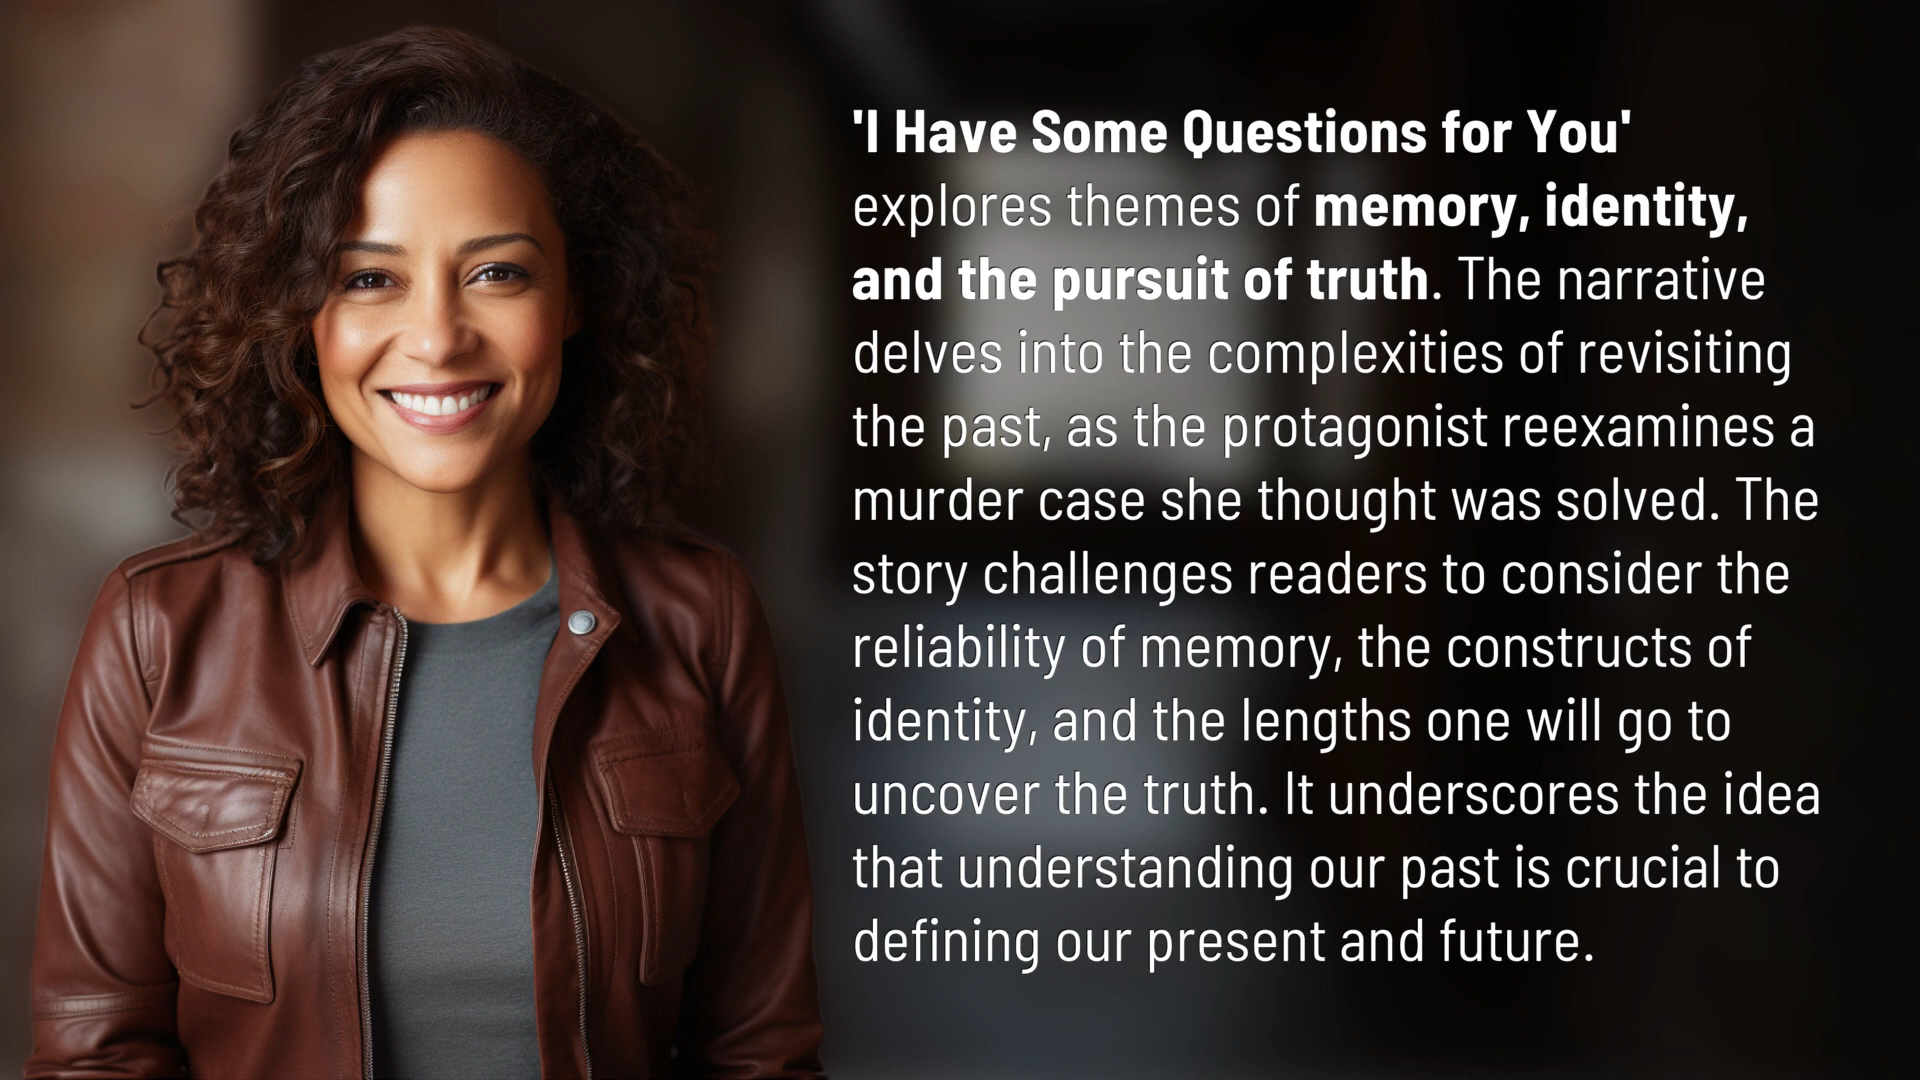 'I Have Some Questions for You'
explores themes of memory, identity,
and the pursuit of truth. The narrative
delves into the complexities of revisiting
the past, as the protagonist reexamines a
murder case she thought was solved. The
story challenges readers to consider the
reliability of memory, the constructs of
identity, and the lengths one will go to
uncover the truth. It underscores the idea
that understanding our past is crucial to
defining our present and future.